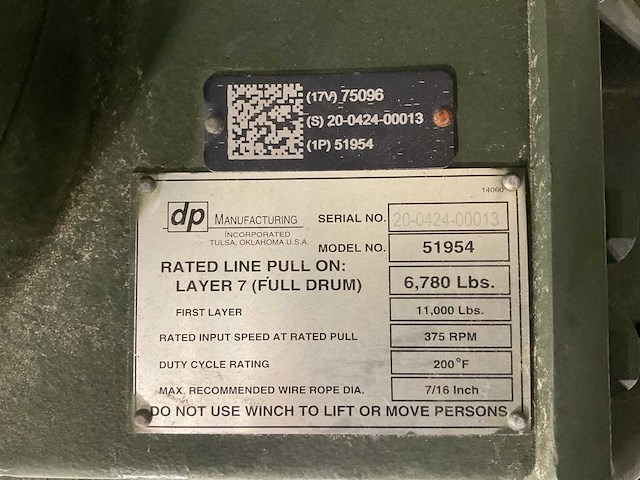 (17V) 75096
(S) 20-0424-00013
(1P) 51954
14060
dp MANUFACTURING
INCORPORATED
TULSA, OKLAHOMA U.S.A.
SERIAL NO. 20-0424-00013
MODEL NO. 51954
RATED LINE PULL ON:
LAYER 7 (FULL DRUM) 6,780 Lbs.
FIRST LAYER 11,000 Lbs.
RATED INPUT SPEED AT RATED PULL 375 RPM
DUTY CYCLE RATING 200°F
MAX. RECOMMENDED WIRE ROPE DIA. 7/16 Inch
DO NOT USE WINCH TO LIFT OR MOVE PERSONS